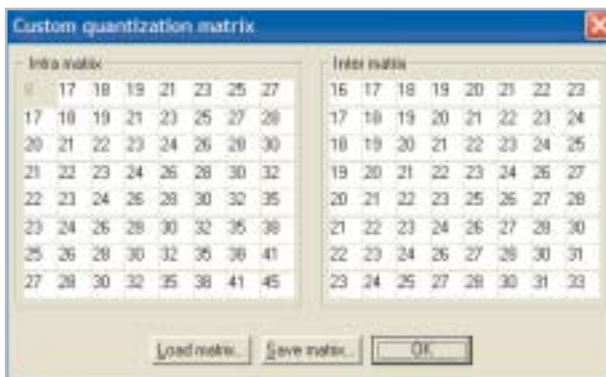 Custom quantization matrix
Intra matrix
8 17 18 19 21 23 25 27
17 18 19 21 23 25 27 28
20 21 22 23 24 26 28 30
21 22 23 24 26 28 30 32
22 23 24 26 28 30 32 35
23 24 26 28 30 32 35 38
25 26 28 30 32 35 38 41
27 28 30 32 35 38 41 45
Inter matrix
16 17 18 19 20 21 22 23
17 18 19 20 21 22 23 24
18 19 20 21 22 23 24 25
19 20 21 22 23 24 26 27
20 21 22 23 25 26 27 28
21 22 23 24 26 27 28 30
22 23 24 26 27 28 30 31
23 24 25 27 28 30 31 33
Load matrix... Save matrix... OK